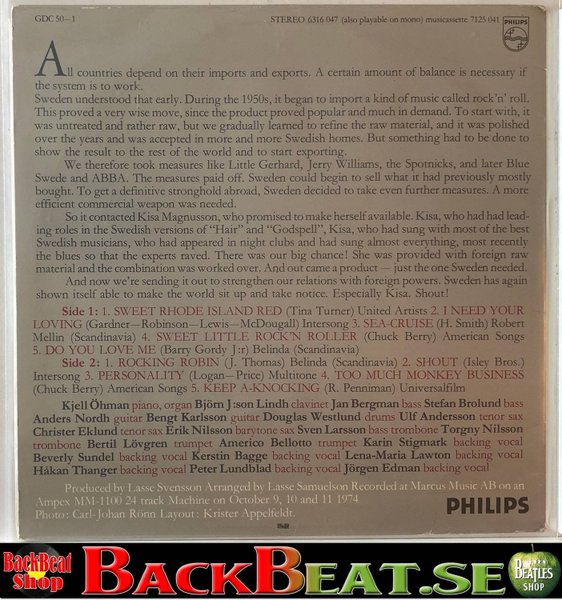 GDC 50—1
STEREO 6316 047 (also playable on mono) musicassette 7125 041
PHILIPS
All countries depend on their imports and exports. A certain amount of balance is necessary if
the system is to work.
Sweden understood that early. During the 1950s, it began to import a kind of music called rock'n' roll.
This proved a very wise move, since the product proved popular and much in demand. To start with, it
was untreated and rather raw, but we gradually learned to refine the raw material, and it was polished
over the years and was accepted in more and more Swedish homes. But something had to be done to
show the result to the rest of the world and to start exporting.
We therefore took measures like Little Gerhard, Jerry Williams, the Spotnicks, and later Blue
Swede and ABBA. The measures paid off. Sweden could begin to sell what it had previously mostly
bought. To get a definitive stronghold abroad, Sweden decided to take even further measures. A more
efficient commercial weapon was needed.
So it contacted Kisa Magnusson, who promised to make herself available. Kisa, who had had lead-
ing roles in the Swedish versions of "Hair" and "Godspell", Kisa, who had sung with most of the best
Swedish musicians, who had appeared in night clubs and had sung almost everything, most recently
the blues so that the experts raved. There was our big chance! She was provided with foreign raw
material and the combination was worked over. And out came a product — just the one Sweden needed.
And now we're sending it out to strengthen our relations with foreign powers. Sweden has again
shown itself able to make the world sit up and take notice. Especially Kisa. Shout!
Side 1: 1. SWEET RHODE ISLAND RED (Tina Turner) United Artists 2. I NEED YOUR
LOVING (Gardner—Robinson—Lewis—McDougall) Intersong 3. SEA-CRUISE (H. Smith) Robert
Mellin (Scandinavia) 4. SWEET LITTLE ROCK'N ROLLER (Chuck Berry) American Songs
5. DO YOU LOVE ME (Barry Gordy J:r) Belinda (Scandinavia)
Side 2: 1. ROCKING ROBIN (J. Thomas) Belinda (Scandinavia) 2. SHOUT (Isley Bros.)
Intersong 3. PERSONALITY (Logan—Price) Multitone 4. TOO MUCH MONKEY BUSINESS
(Chuck Berry) American Songs 5. KEEP A-KNOCKING (R. Penniman) Universalfilm
Kjell Öhman piano, organ Björn J:son Lindh clavinet Jan Bergman bass Stefan Brolund bass
Anders Nordh guitar Bengt Karlsson guitar Douglas Westlund drums Ulf Andersson tenor sax
Christer Eklund tenor sax Erik Nilsson barytone sax Sven Larsson bass trombone Torgny Nilsson
trombone Bertil Lövgren trumpet Americo Bellotto trumpet Karin Stigmark backing vocal
Beverly Sundel backing vocal Kerstin Bagge backing vocal Lena-Maria Lawton backing vocal
Håkan Thanger backing vocal Peter Lundblad backing vocal Jörgen Edman backing vocal
Produced by Lasse Svensson Arranged by Lasse Samuelson Recorded at Marcus Music AB on an
Ampex MM-1100 24 track Machine on October 9, 10 and 11 1974
Photo: Carl-Johan Rönn Layout: Krister Appelfeldt.
PHILIPS
BackBeat
Shop
BACKBEAT.SE
BEATLES
SHOP